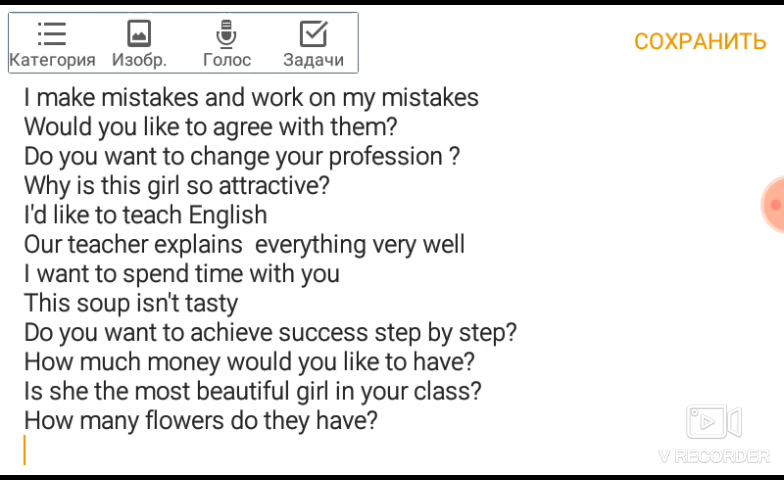 Категория Изобр. Голос Задачи
СОХРАНИТЬ
I make mistakes and work on my mistakes
Would you like to agree with them?
Do you want to change your profession ?
Why is this girl so attractive?
I'd like to teach English
Our teacher explains  everything very well
I want to spend time with you
This soup isn't tasty
Do you want to achieve success step by step?
How much money would you like to have?
Is she the most beautiful girl in your class?
How many flowers do they have?
V RECORDER